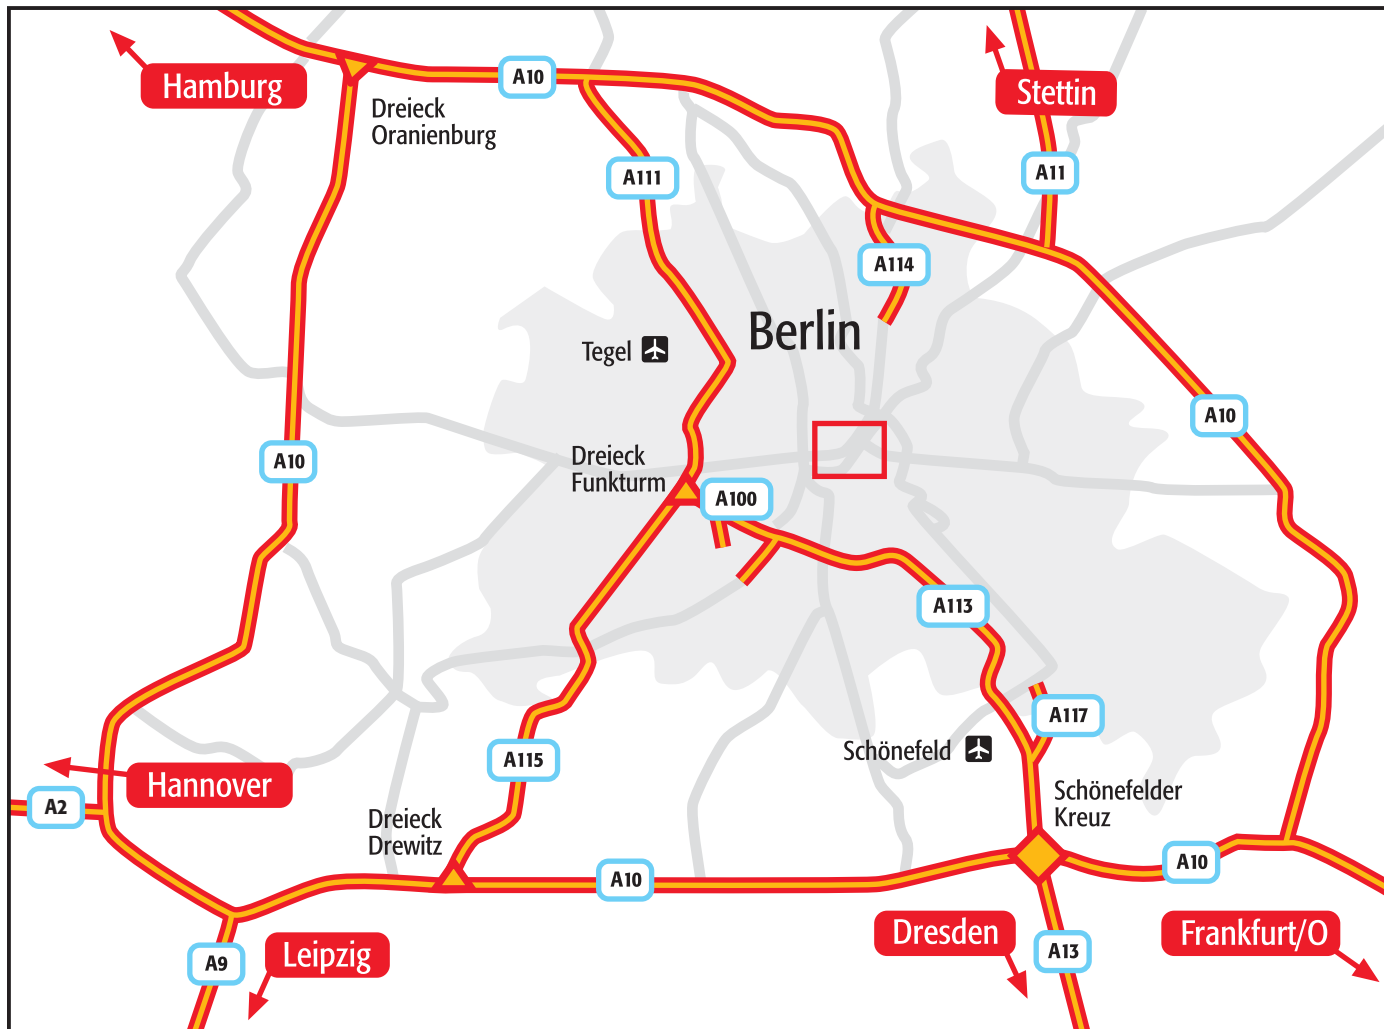 Hamburg
A10
Stettin
Dreieck
Oranienburg
A111
A11
A114
Berlin
Tegel
A10
Dreieck
Funkturm
A10
A100
A113
A117
Schönefeld
A115
Hannover
A2
Schönefelder
Kreuz
Dreieck
Drewitz
A10
A10
Dresden
Frankfurt/O
Leipzig
A9
A13